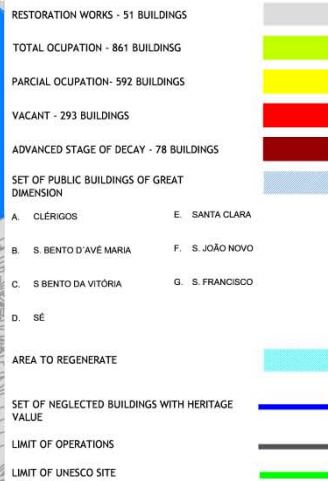 RESTORATION WORKS - 51 BUILDINGS
TOTAL OCUPATION - 861 BUILDINSG
PARCIAL OCUPATION- 592 BUILDINGS
VACANT - 293 BUILDINGS
ADVANCED STAGE OF DECAY - 78 BUILDINGS
SET OF PUBLIC BUILDINGS OF GREAT
DIMENSION
A. CLÉRIGOS
E. SANTA CLARA
B. S. BENTO D'AVÉ MARIA
F. S. JOÃO NOVO
C. S BENTO DA VITÓRIA
G. S. FRANCISCO
D. SÉ
AREA TO REGENERATE
SET OF NEGLECTED BUILDINGS WITH HERITAGE
VALUE
LIMIT OF OPERATIONS
LIMIT OF UNESCO SITE